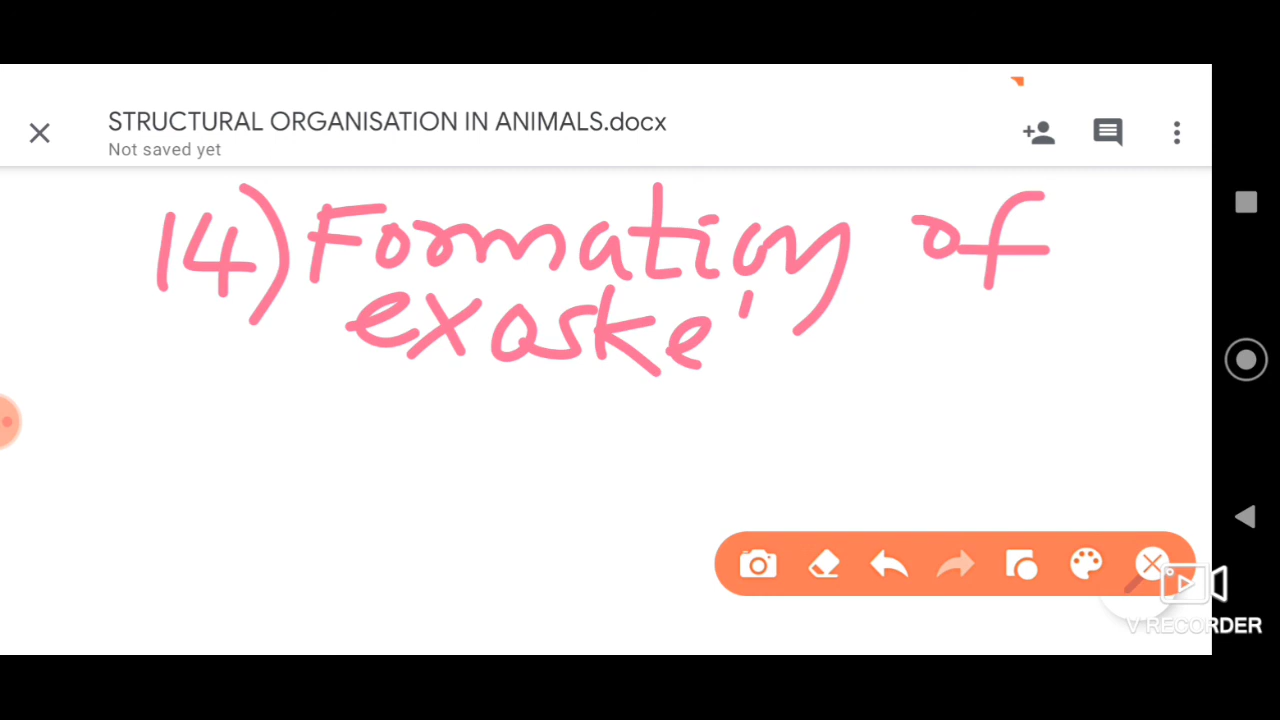 STRUCTURAL ORGANISATION IN ANIMALS.docx
Not saved yet
14) Formation of
exoske'
V RECORDER